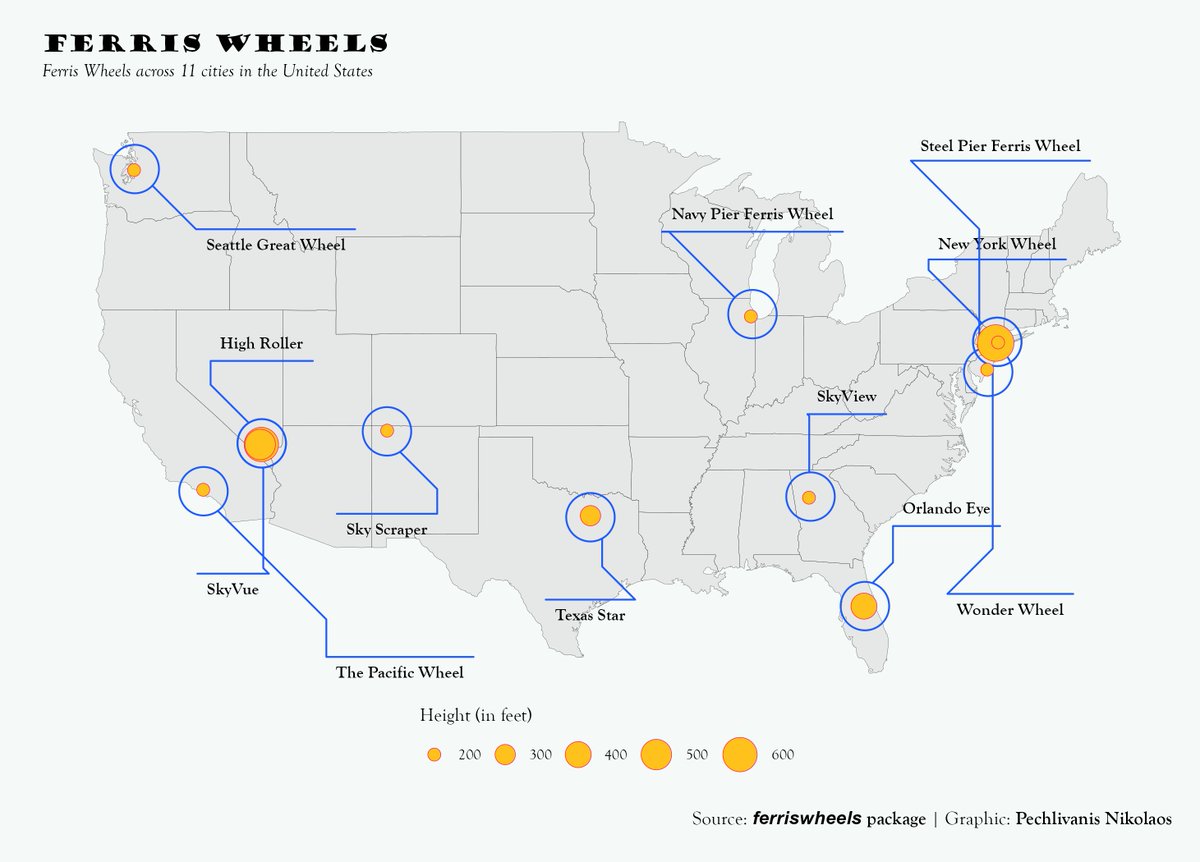 FERRIS WHEELS
Ferris Wheels across 11 cities in the United States
Steel Pier Ferris Wheel
Navy Pier Ferris Wheel
New York Wheel
Seattle Great Wheel
High Roller
SkyView
Orlando Eye
Sky Scraper
SkyVue
Texas Star
Wonder Wheel
The Pacific Wheel
Height (in feet)
200 300 400 500 600
Source: ferriswheels package | Graphic: Pechlivanis Nikolaos